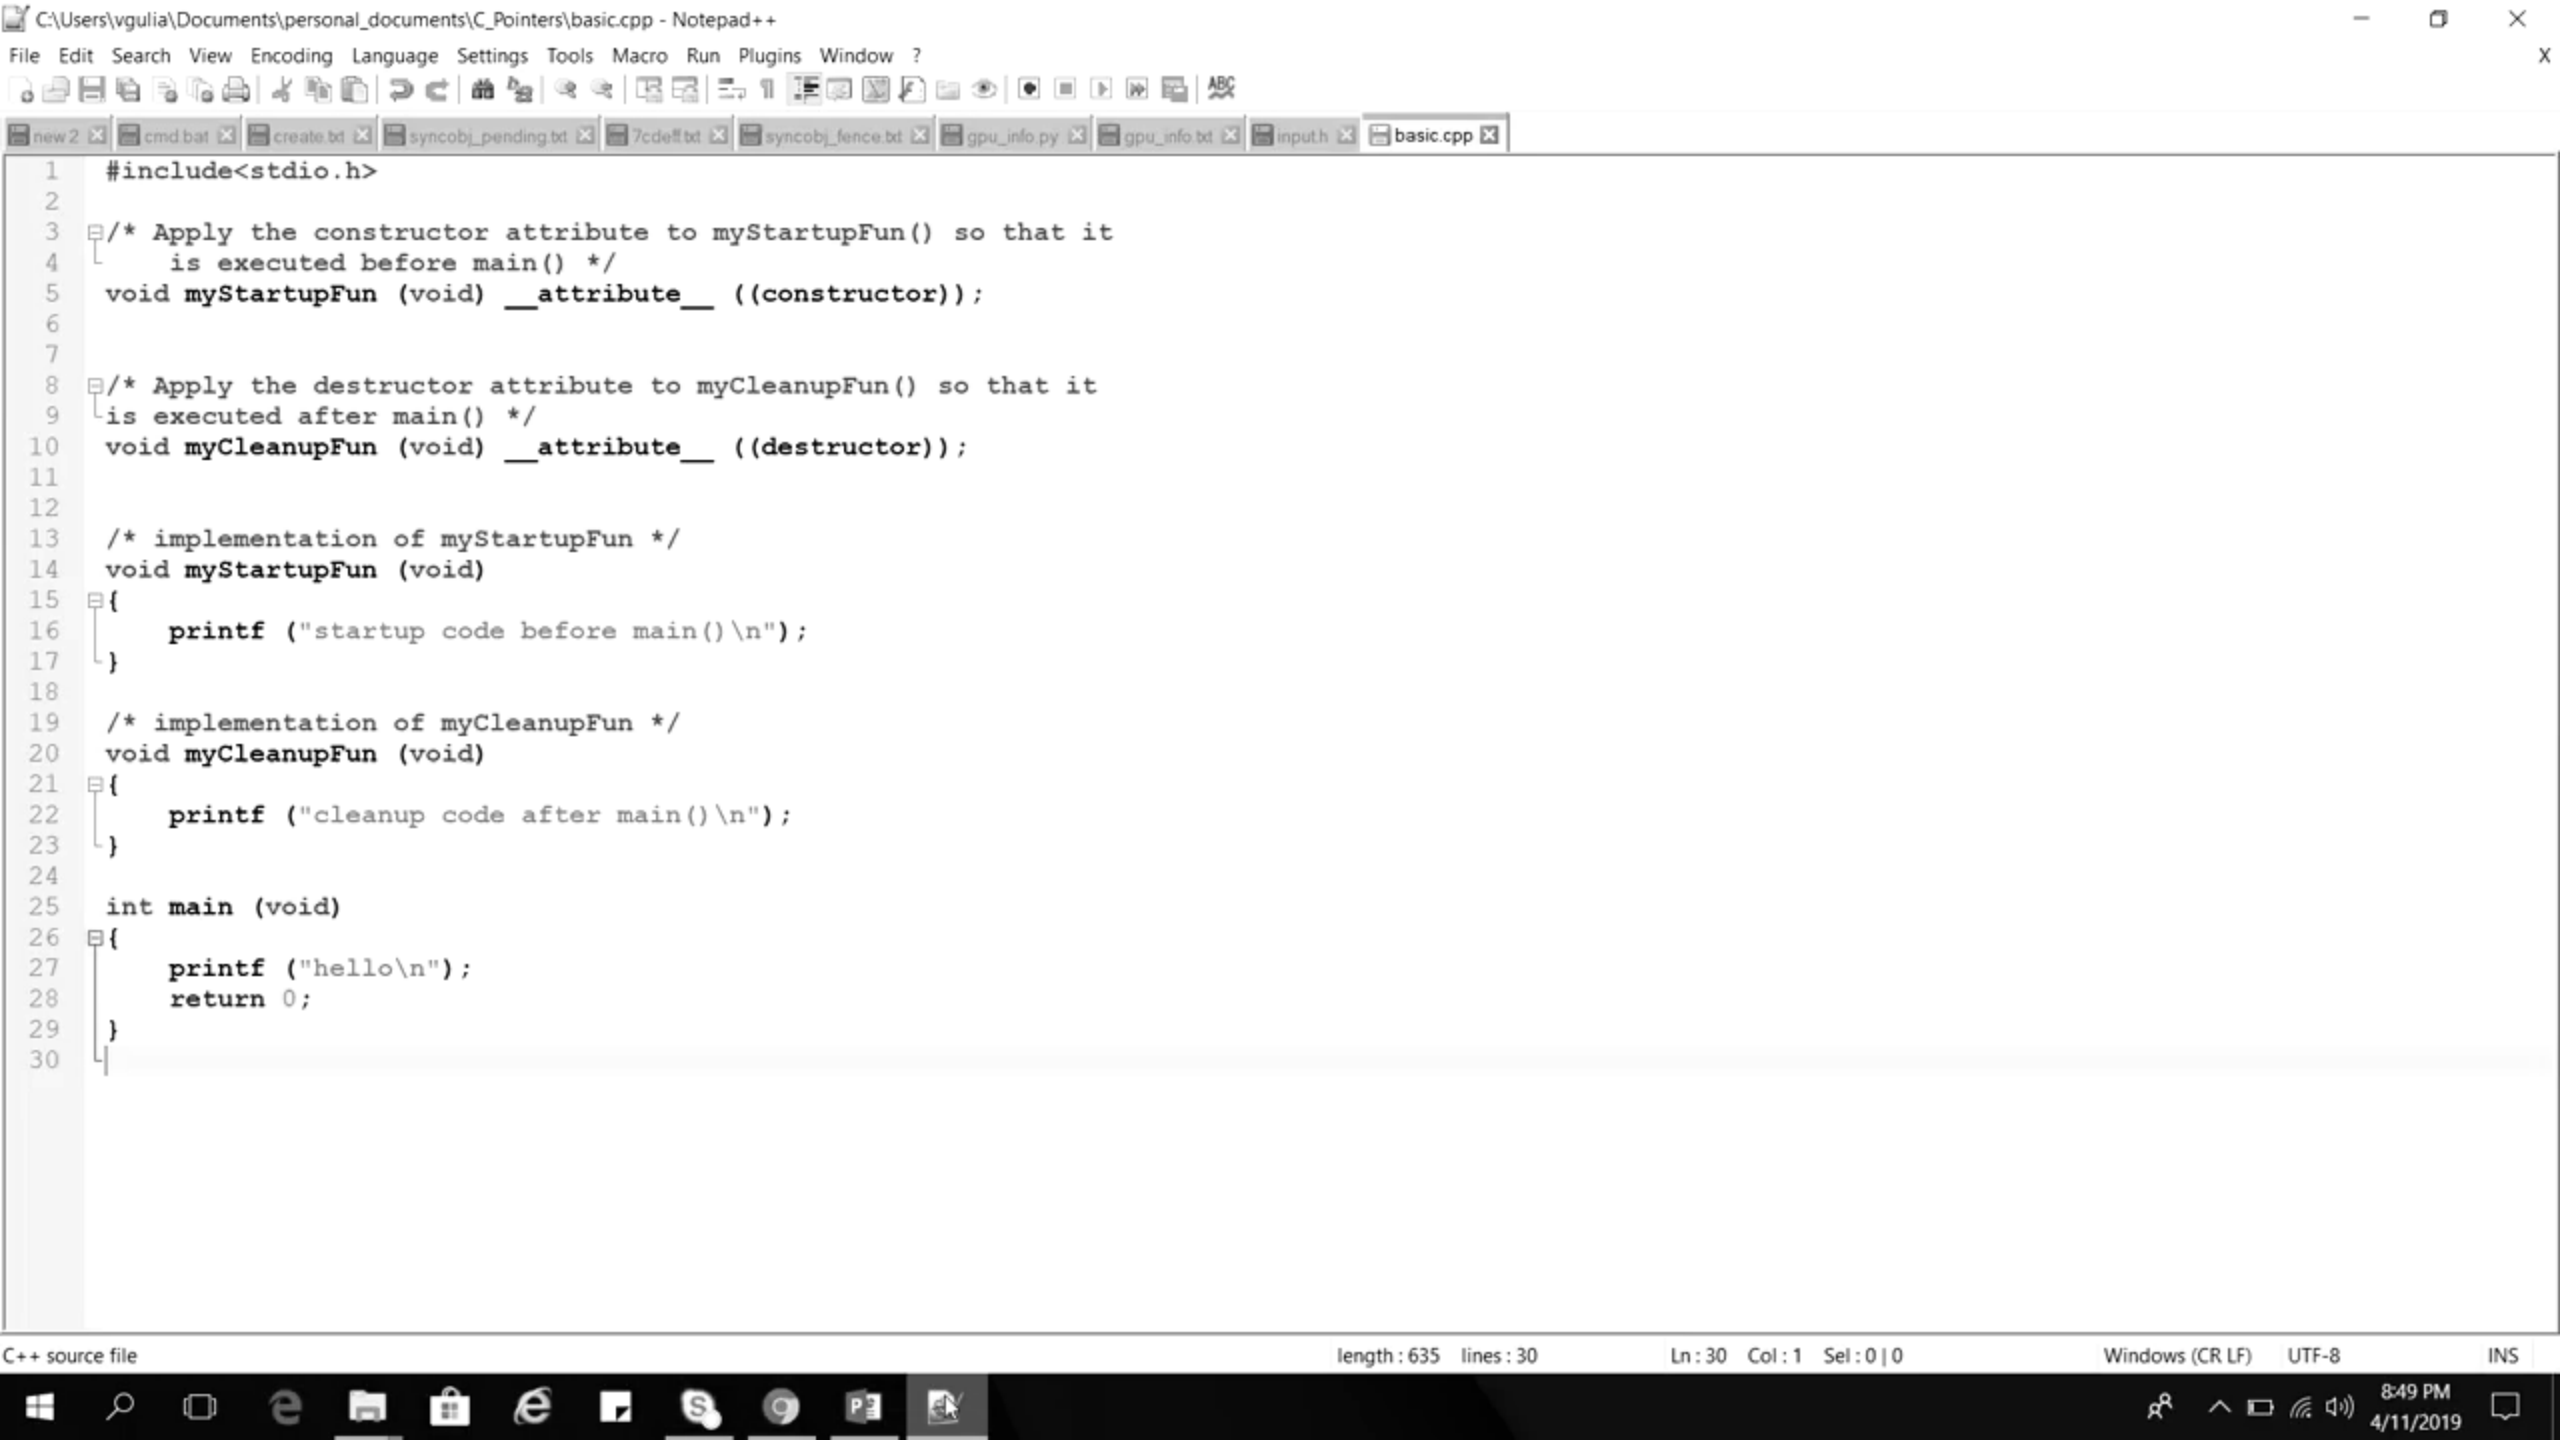 C:\Users\vgulia\Documents\personal_documents\C_Pointers\basic.cpp - Notepad++
File Edit Search View Encoding Language Settings Tools Macro Run Plugins Window ? X
new 2 cmd.bat create.txt syncobj_pending.txt 7cdeff.txt syncobj_fence.txt gpu_info.py gpu_info.txt input.h basic.cpp
1 #include<stdio.h>
2
3 /* Apply the constructor attribute to myStartupFun() so that it
4 is executed before main() */
5 void myStartupFun (void) __attribute__ ((constructor));
6
7
8 /* Apply the destructor attribute to myCleanupFun() so that it
9 is executed after main() */
10 void myCleanupFun (void) __attribute__ ((destructor));
11
12
13 /* implementation of myStartupFun */
14 void myStartupFun (void)
15 {
16 printf ("startup code before main()\n");
17 }
18
19 /* implementation of myCleanupFun */
20 void myCleanupFun (void)
21 {
22 printf ("cleanup code after main()\n");
23 }
24
25 int main (void)
26 {
27 printf ("hello\n");
28 return 0;
29 }
30
C++ source file length : 635 lines : 30 Ln : 30 Col : 1 Sel : 0 | 0 Windows (CR LF) UTF-8 INS
8:49 PM
4/11/2019